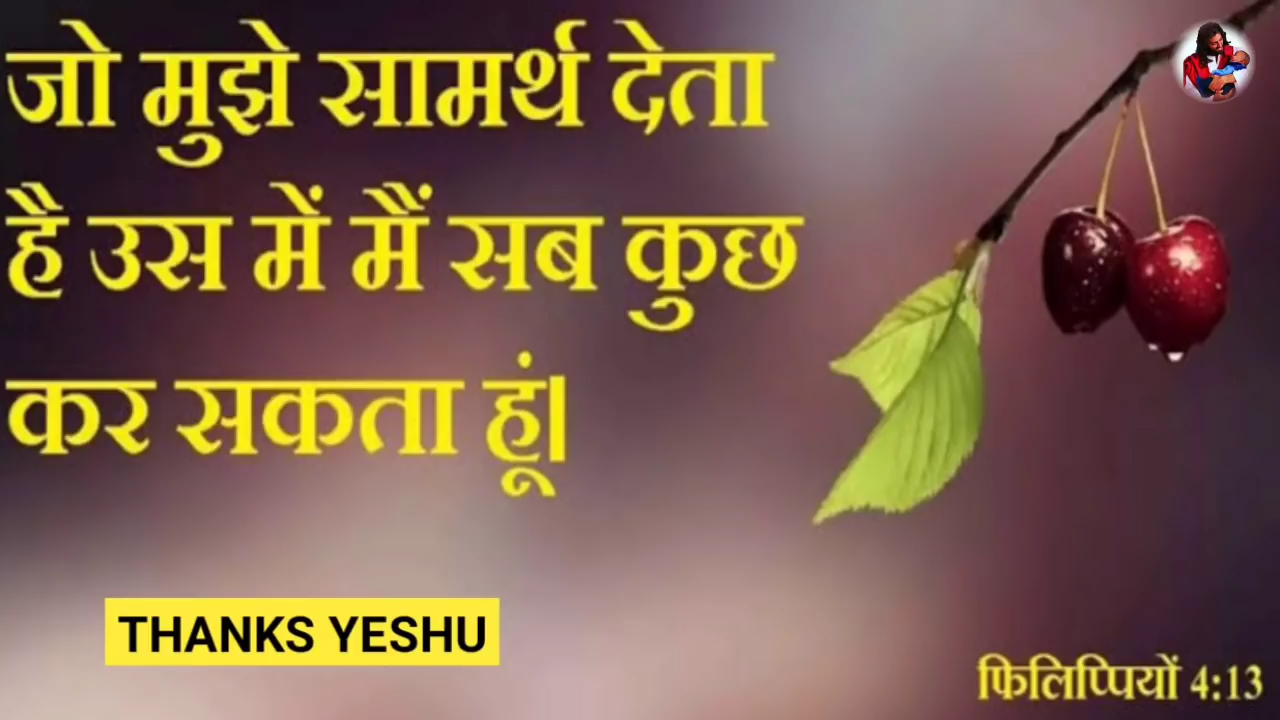 जो मुझे सामर्थ देता
है उस में मैं सब कुछ
कर सकता हूं।
THANKS YESHU
फिलिप्पियों 4:13